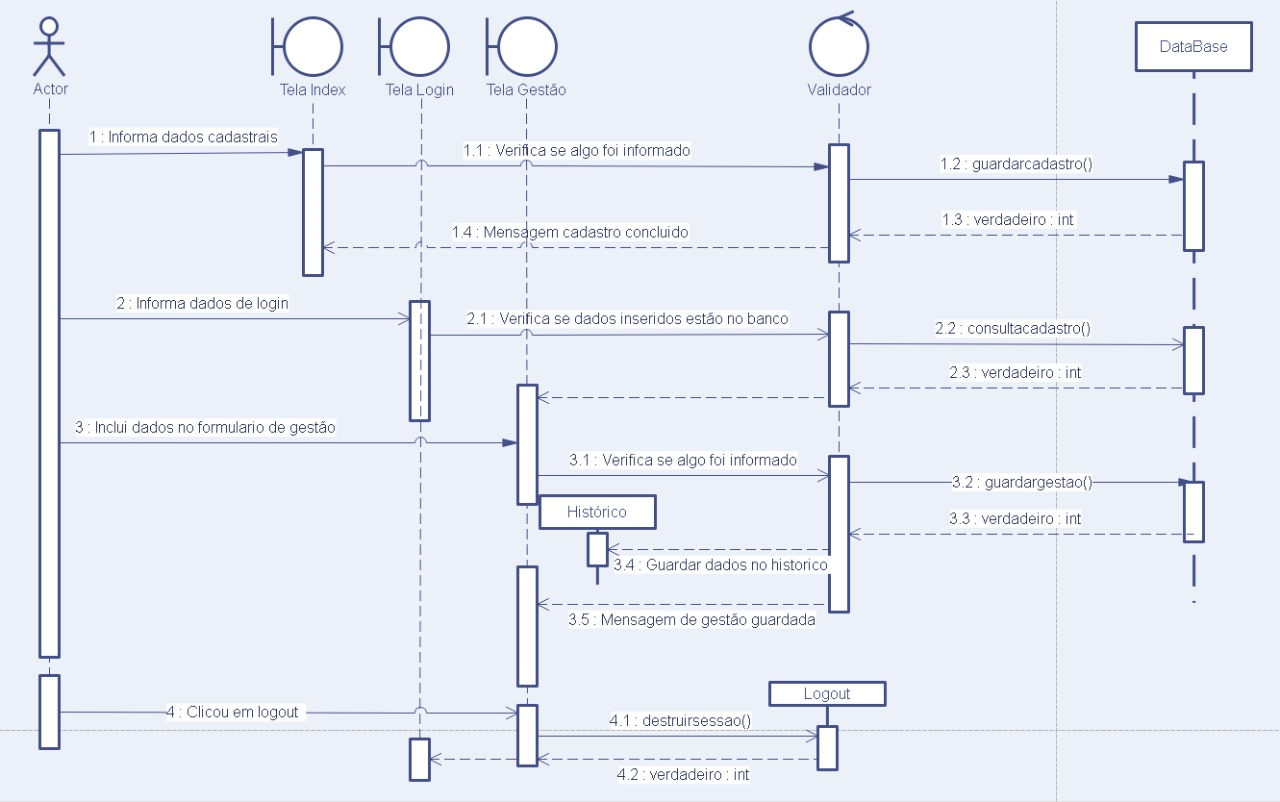 DataBase
Actor
Tela Index
Tela Login
Tela Gestão
Validador
1 : Informa dados cadastrais
1.1 : Verifica se algo foi informado
1.2 : guardarcadastro()
1.3 : verdadeiro : int
1.4 : Mensagem cadastro concluido
2 : Informa dados de login
2.1 : Verifica se dados inseridos estão no banco
2.2 : consultacadastro()
2.3 : verdadeiro : int
3 : Inclui dados no formulario de gestão
3.1 : Verifica se algo foi informado
3.2 : guardargestao()
Histórico
3.3 : verdadeiro : int
3.4 : Guardar dados no historico
3.5 : Mensagem de gestão guardada
Logout
4 : Clicou em logout
4.1 : destruirsessao()
4.2 : verdadeiro : int